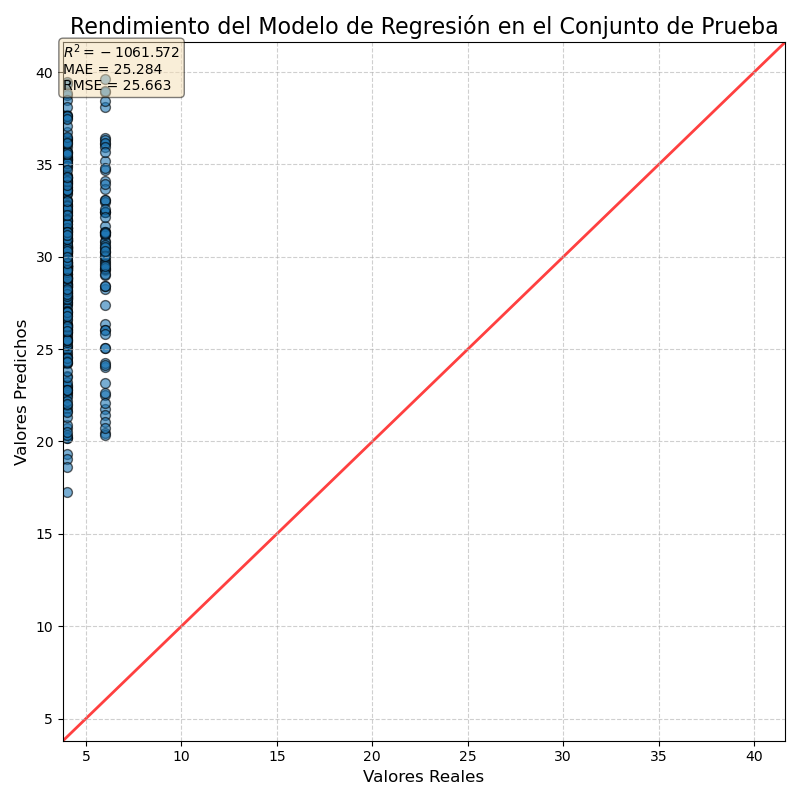 Rendimiento del Modelo de Regresión en el Conjunto de Prueba
R² = −1061.572
MAE = 25.284
RMSE = 25.663
40
35
30
25
20
15
10
5
Valores Predichos
5 10 15 20 25 30 35 40
Valores Reales